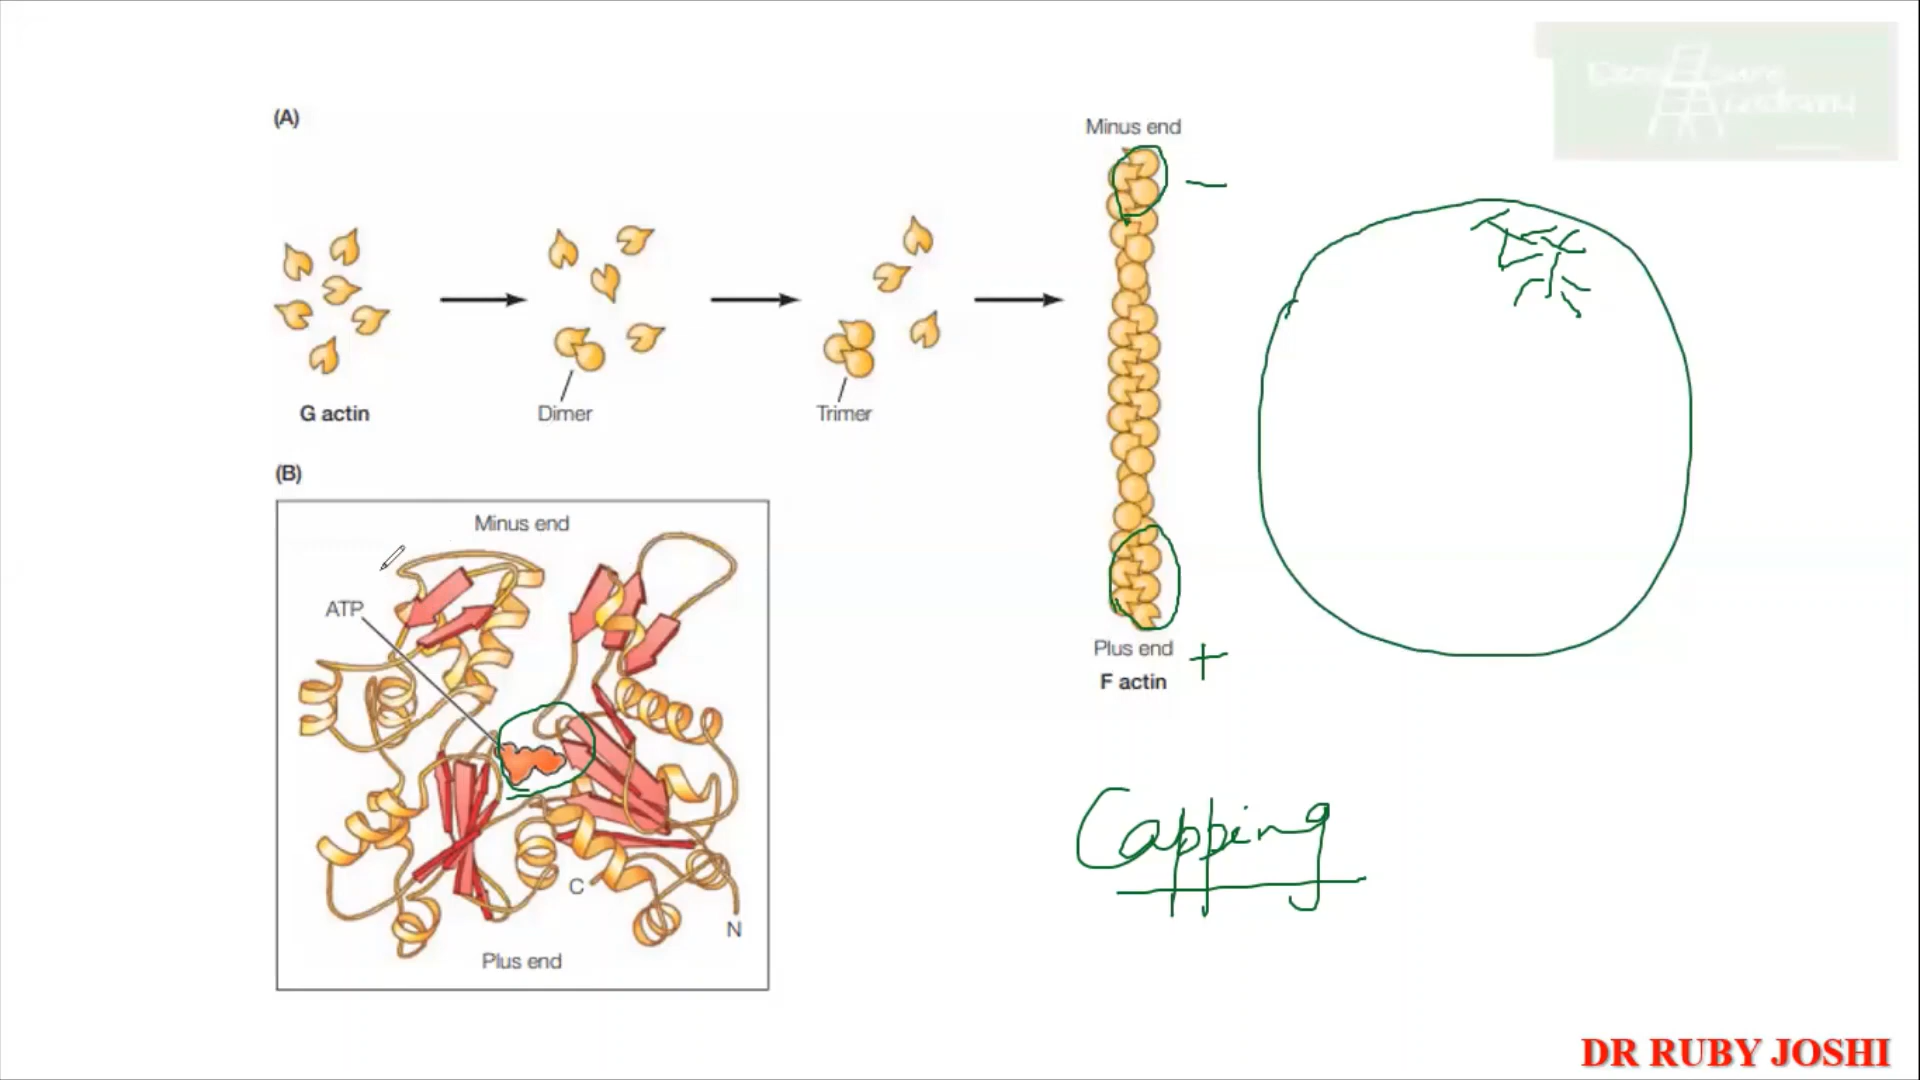 (A)
Minus end
−
G actin
Dimer
Trimer
(B)
Minus end
ATP
Plus end +
F actin
Capping
C
N
Plus end
DR RUBY JOSHI